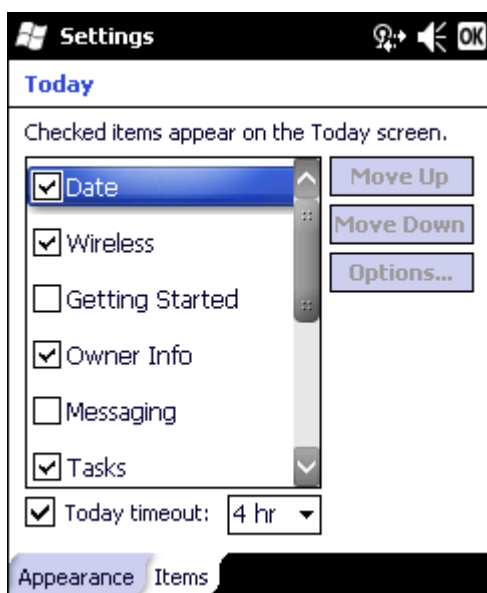 Settings
OK
Today
Checked items appear on the Today screen.
Date
Wireless
Getting Started
Owner Info
Messaging
Tasks
Move Up
Move Down
Options...
Today timeout: 4 hr
Appearance Items